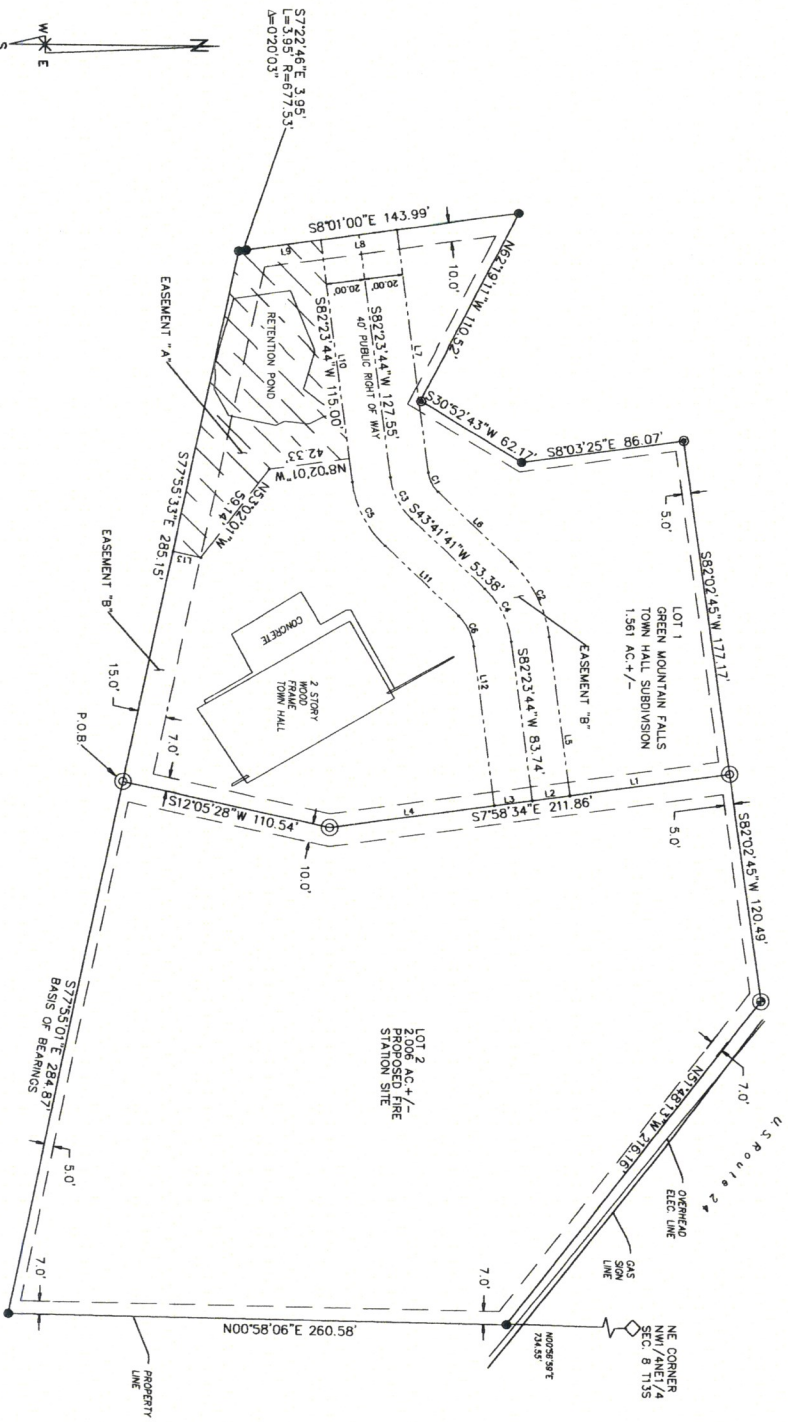 S7°22'46"E 3.95'
L=3.95' R=677.53'
Δ=0°20'03"
N
W
E
S
S8°01'00"E 143.99'
10.0'
N62°19'11"W 110.52'
S30°52'43"W 62.17'
S8°03'25"E 86.07'
5.0'
S82°02'45"W 177.17'
L9
L8
20.00'
20.00'
L7
S82°23'44"W 127.55'
40' PUBLIC RIGHT OF WAY
L10
S82°23'44"W 115.00'
RETENTION POND
EASEMENT "A"
N8°02'01"W
42.33'
N53°02'01"W
59.14'
L13
S77°55'33"E 285.15'
C1
L6
C2
C3
S43°41'41"W 53.38'
C4
C5
L11
C6
L12
S82°23'44"W 83.74'
L5
EASEMENT "B"
LOT 1
GREEN MOUNTAIN FALLS
TOWN HALL SUBDIVISION
1.561 AC.+/-
CONCRETE
2 STORY
WOOD
FRAME
TOWN HALL
EASEMENT "B"
15.0'
7.0'
P.O.B.
S12°05'28"W 110.54'
10.0'
L4
L3
L2
L1
S7°58'34"E 211.86'
5.0'
S82°02'45"W 120.49'
7.0'
N51°48'13"W 216.16'
U.S Route 24
OVERHEAD
ELEC. LINE
GAS
SIGN
LINE
LOT 2
2.006 AC.+/-
PROPOSED FIRE
STATION SITE
S77°55'01"E 284.87'
BASIS OF BEARINGS
5.0'
7.0'
7.0'
N00°58'06"E 260.58'
PROPERTY
LINE
N00°58'39"E
734.55'
NE CORNER
NW1/4NE1/4
SEC. 8 T13S